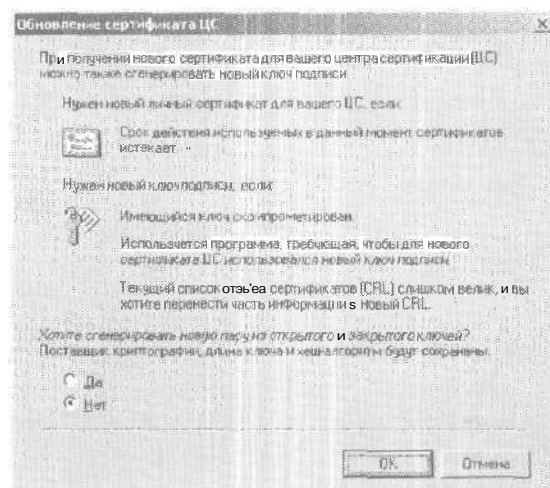 Обновление сертификата ЦС
При получении нового сертификата для вашего центра сертификации (ЦС)
можно также сгенерировать новый ключ подписи.
Нужен новый личный сертификат для вашего ЦС, если:
Срок действия используемых в данный момент сертификатов
истекает.
Нужен новый ключ подписи, если:
Имеющийся ключ скомпрометирован.
Используется программа, требующая, чтобы для нового
сертификата ЦС использовался новый ключ подписи.
Текущий список отзь'еа сертификатов (CRL) слишком велик, и вы
хотите перенести часть информации s новый CRL.
Хотите сгенерировать новую пару из открытого и закрытого ключей?
Поставщик криптографии, длина ключа и хеш-алгоритм будут сохранены.
Да
Нет
OK
Отмена